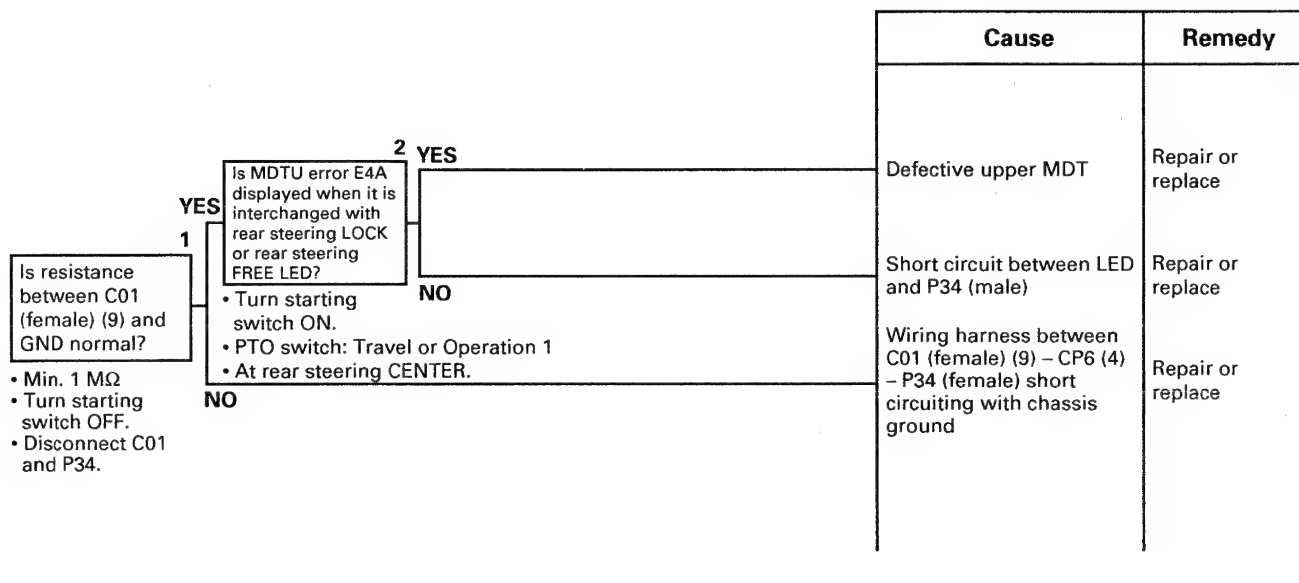 Cause
Remedy
1
Is resistance
between C01
(female) (9) and
GND normal?
• Min. 1 MΩ
• Turn starting
switch OFF.
• Disconnect C01
and P34.
YES
2
Is MDTU error E4A
displayed when it is
interchanged with
rear steering LOCK
or rear steering
FREE LED?
• Turn starting
switch ON.
• PTO switch: Travel or Operation 1
• At rear steering CENTER.
YES
Defective upper MDT
Repair or
replace
NO
Short circuit between LED
and P34 (male)
Repair or
replace
NO
Wiring harness between
C01 (female) (9) – CP6 (4)
– P34 (female) short
circuiting with chassis
ground
Repair or
replace